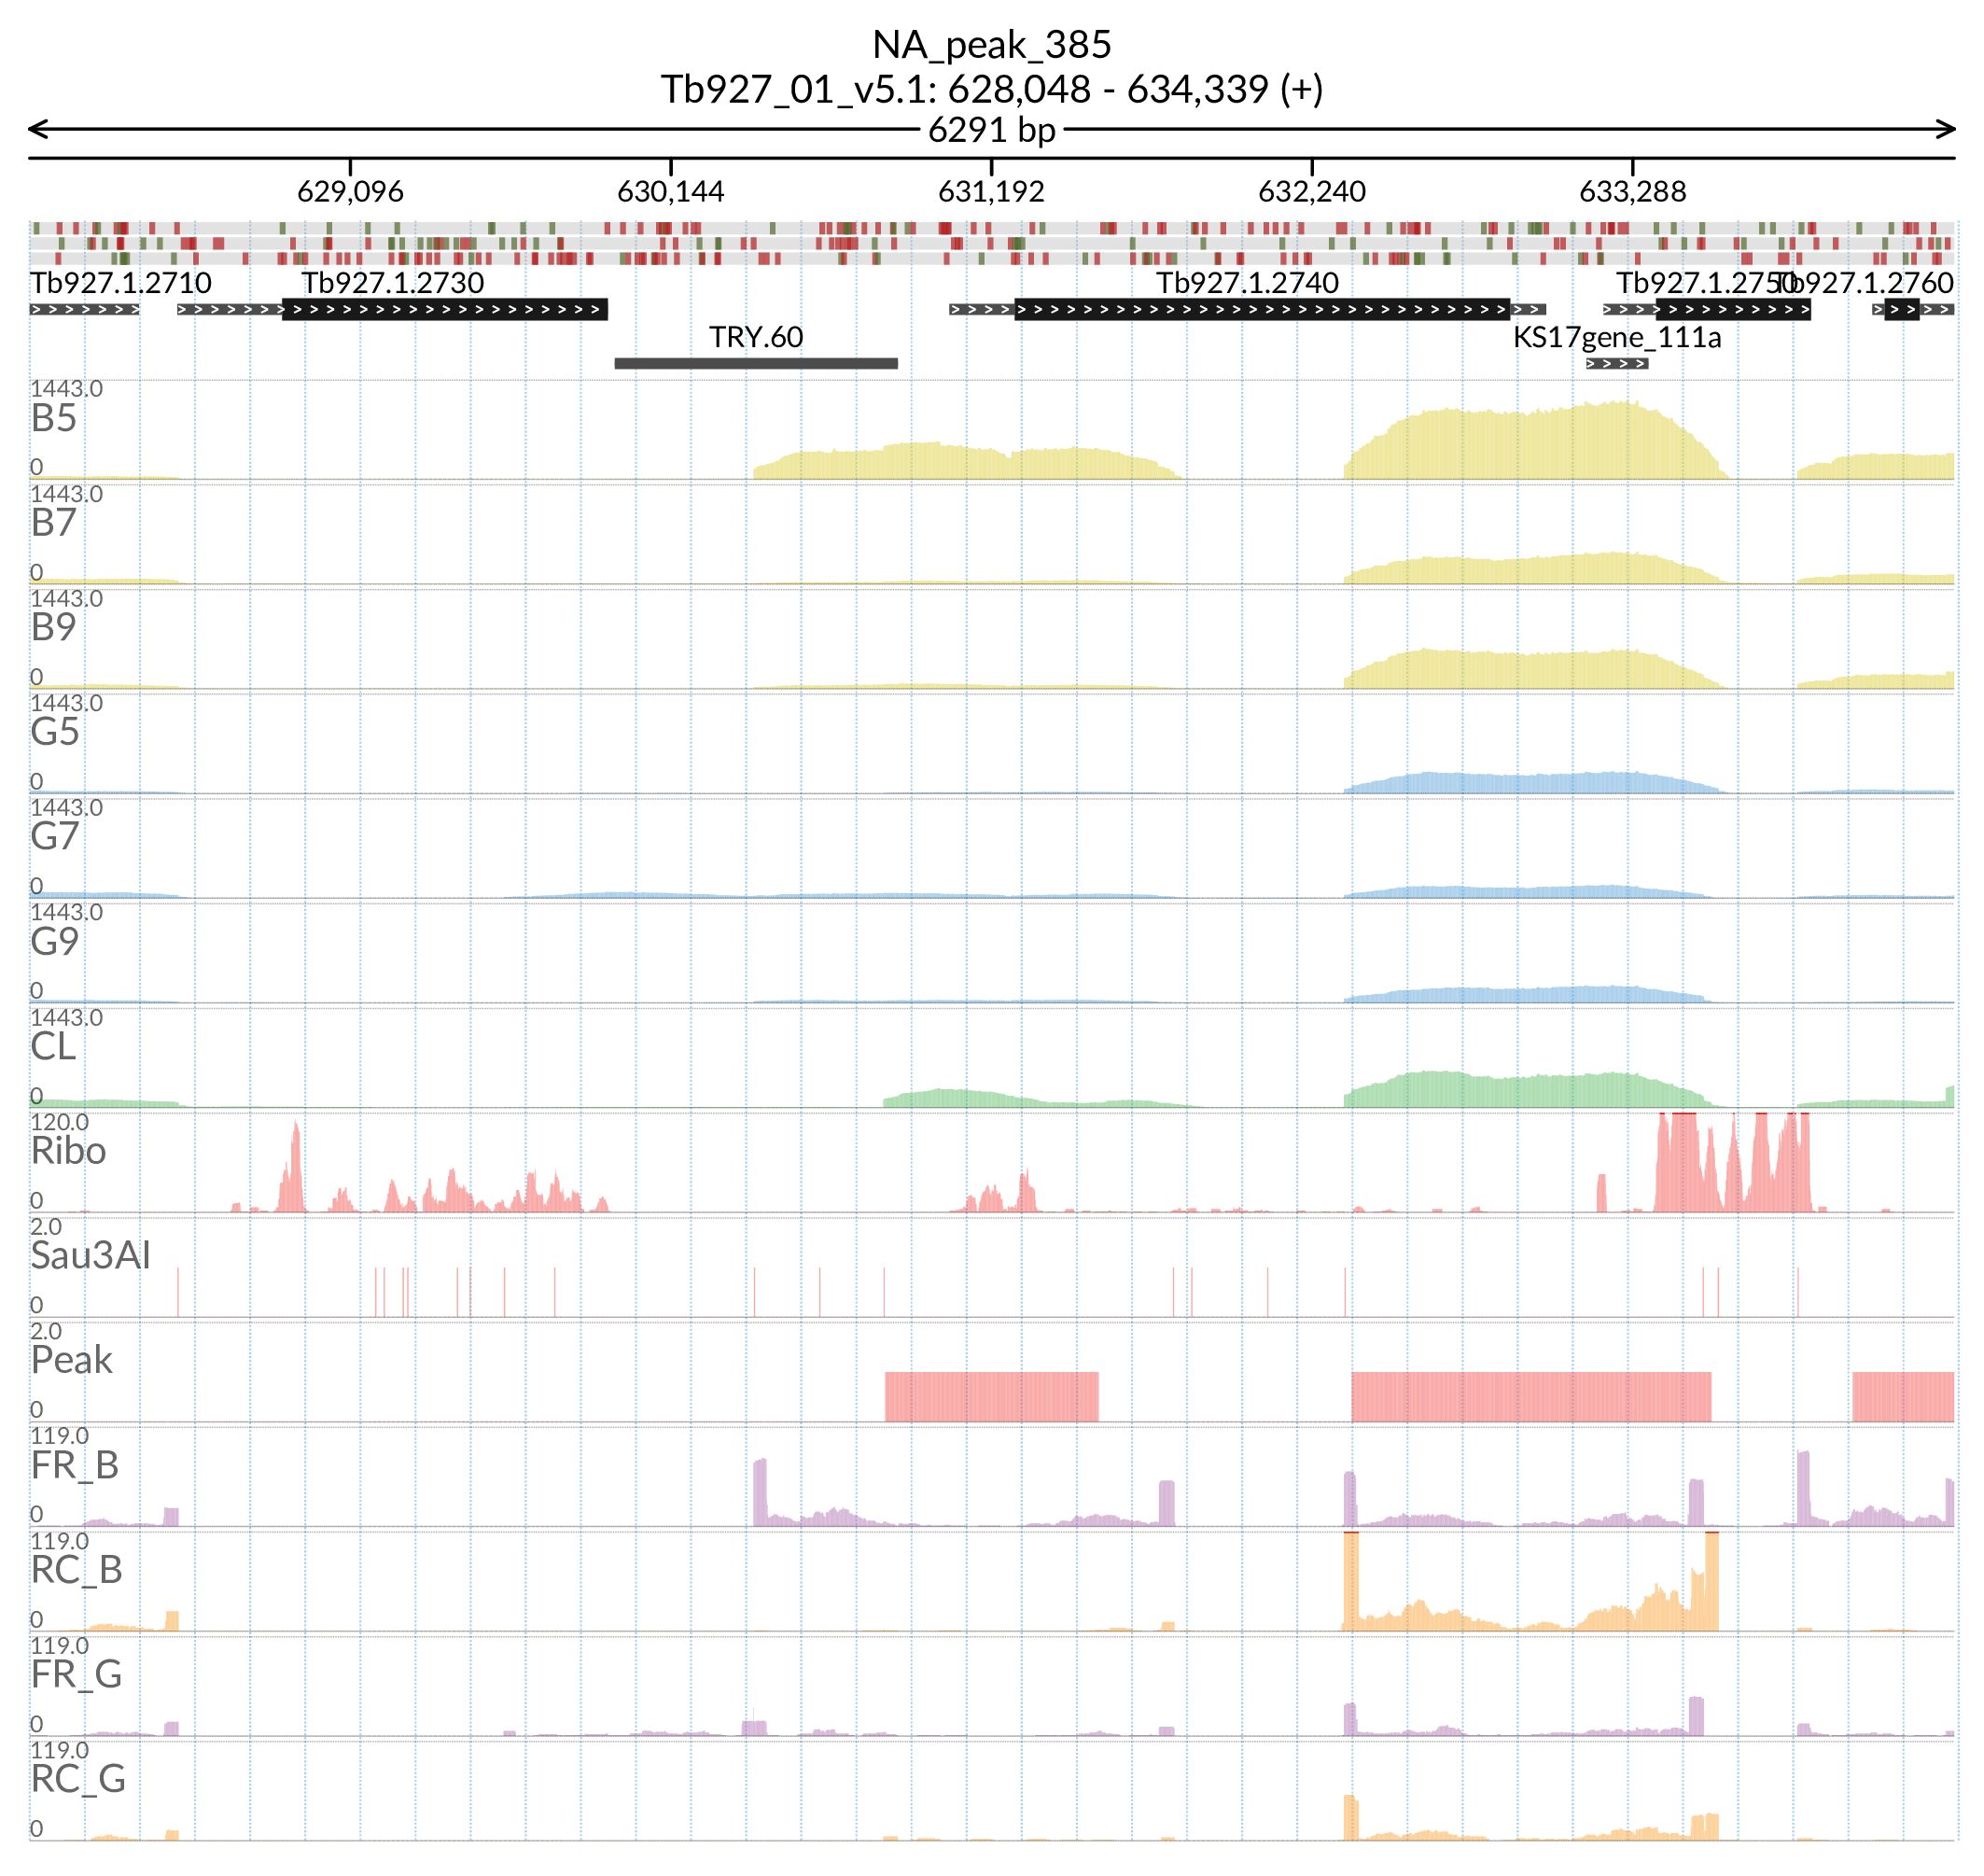 NA_peak_385
Tb927_01_v5.1: 628,048 - 634,339 (+)
6291 bp
629,096 630,144 631,192 632,240 633,288
Tb927.1.2710 Tb927.1.2730 Tb927.1.2740 Tb927.1.2750 Tb927.1.2760
TRY.60 KS17gene_111a
1443.0
B5
0
1443.0
B7
0
1443.0
B9
0
1443.0
G5
0
1443.0
G7
0
1443.0
G9
0
1443.0
CL
0
120.0
Ribo
0
2.0
Sau3AI
0
2.0
Peak
0
119.0
FR_B
0
119.0
RC_B
0
119.0
FR_G
0
119.0
RC_G
0